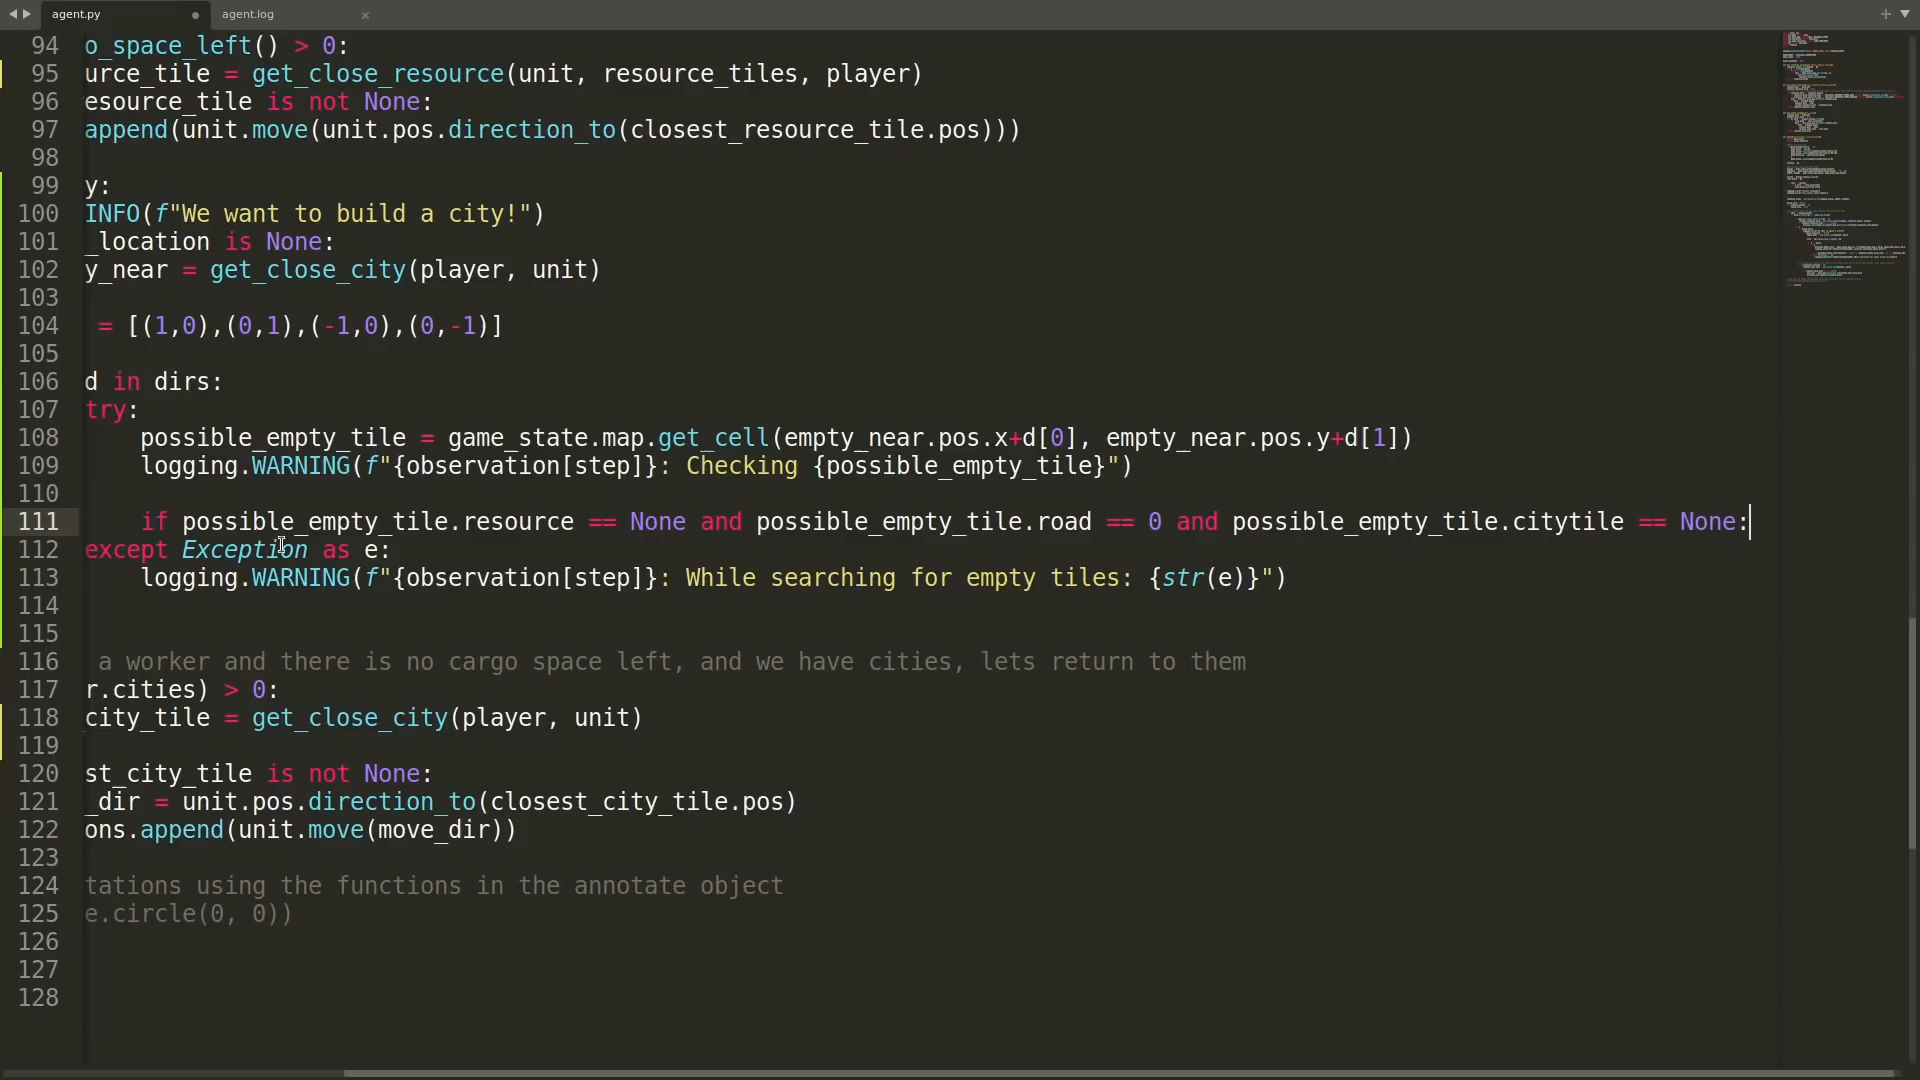 agent.py
agent.log
94 o_space_left() > 0:
95 urce_tile = get_close_resource(unit, resource_tiles, player)
96 esource_tile is not None:
97 append(unit.move(unit.pos.direction_to(closest_resource_tile.pos)))
98
99 y:
100 INFO(f"We want to build a city!")
101 _location is None:
102 y_near = get_close_city(player, unit)
103
104 = [(1,0),(0,1),(-1,0),(0,-1)]
105
106 d in dirs:
107 try:
108 possible_empty_tile = game_state.map.get_cell(empty_near.pos.x+d[0], empty_near.pos.y+d[1])
109 logging.WARNING(f"{observation[step]}: Checking {possible_empty_tile}")
110
111 if possible_empty_tile.resource == None and possible_empty_tile.road == 0 and possible_empty_tile.citytile == None:
112 except Exception as e:
113 logging.WARNING(f"{observation[step]}: While searching for empty tiles: {str(e)}")
114
115
116 a worker and there is no cargo space left, and we have cities, lets return to them
117 r.cities) > 0:
118 _city_tile = get_close_city(player, unit)
119
120 st_city_tile is not None:
121 _dir = unit.pos.direction_to(closest_city_tile.pos)
122 ons.append(unit.move(move_dir))
123
124 tations using the functions in the annotate object
125 e.circle(0, 0))
126
127
128